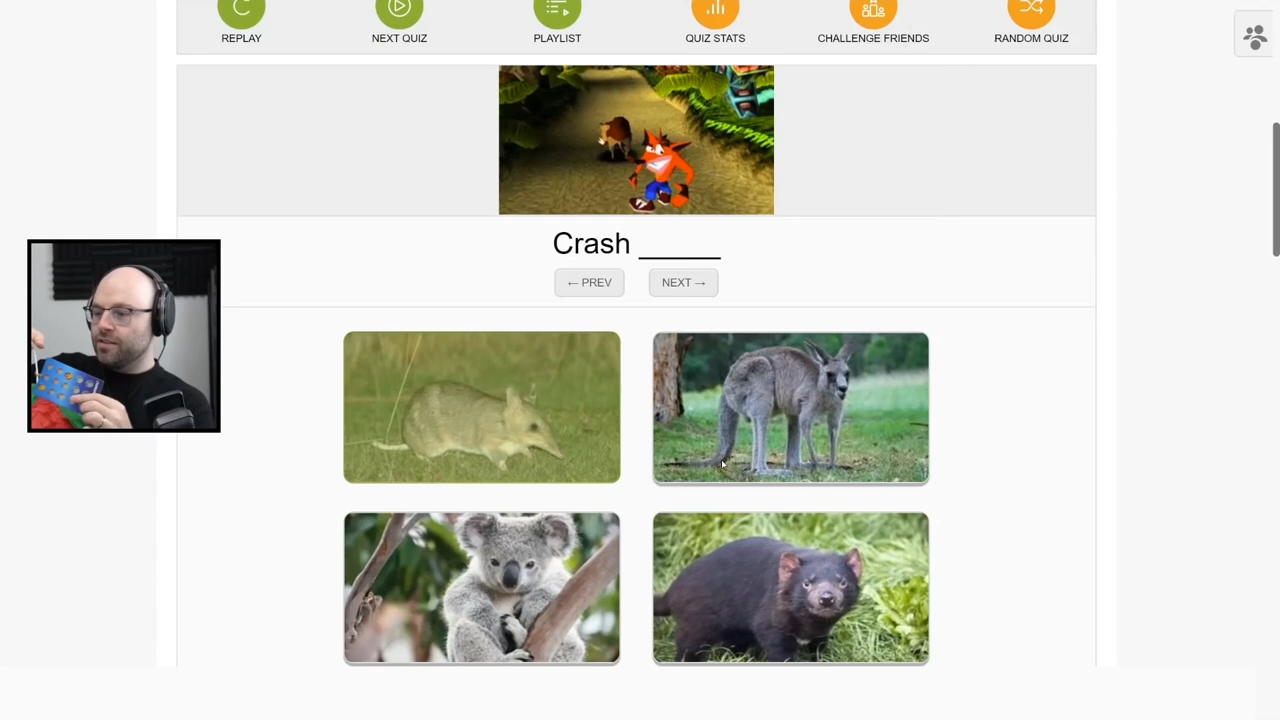 REPLAY
NEXT QUIZ
PLAYLIST
QUIZ STATS
CHALLENGE FRIENDS
RANDOM QUIZ
Crash ______
← PREV
NEXT →